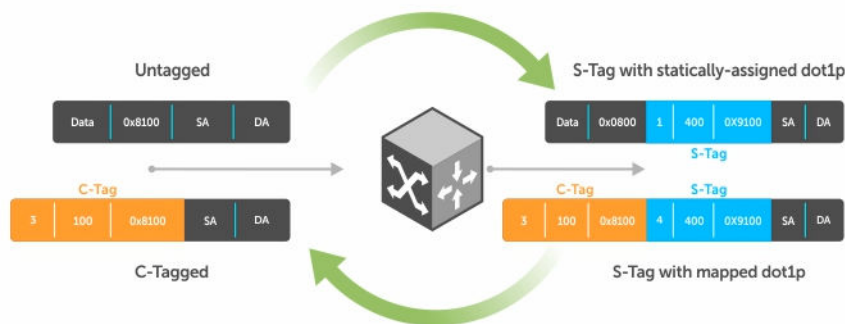 Untagged
S-Tag with statically-assigned dot1p
Data 0x8100 SA DA
Data 0x0800 1 400 0X9100 SA DA
S-Tag
C-Tag
C-Tag S-Tag
3 100 0x8100 SA DA
3 100 0x8100 4 400 0X9100 SA DA
C-Tagged
S-Tag with mapped dot1p